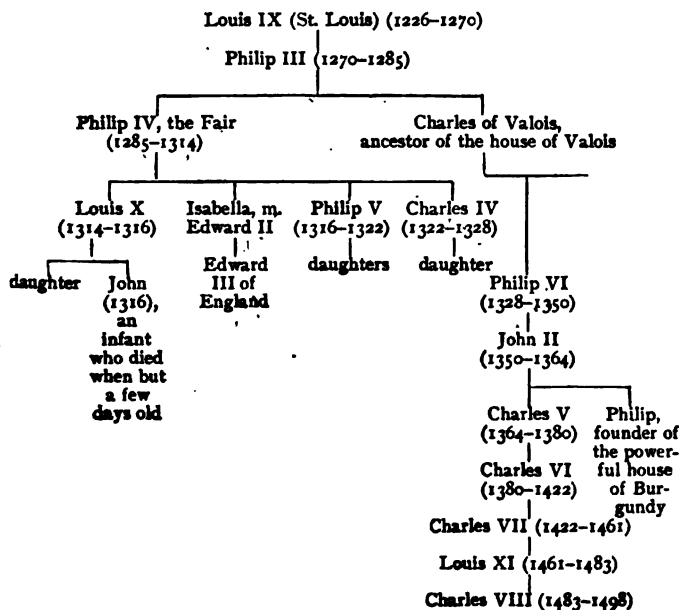 Louis IX (St. Louis) (1226–1270)
Philip III (1270–1285)
Philip IV, the Fair
(1285–1314)
Charles of Valois,
ancestor of the house of Valois
Louis X
(1314–1316)
Isabella, m.
Edward II
Philip V
(1316–1322)
Charles IV
(1322–1328)
daughter
John
(1316),
an
infant
who died
when but
a few
days old
Edward
III of
England
daughters
daughter
Philip VI
(1328–1350)
John II
(1350–1364)
Charles V
(1364–1380)
Philip,
founder of
the power-
ful house
of Bur-
gundy
Charles VI
(1380–1422)
Charles VII (1422–1461)
Louis XI (1461–1483)
Charles VIII (1483–1498)